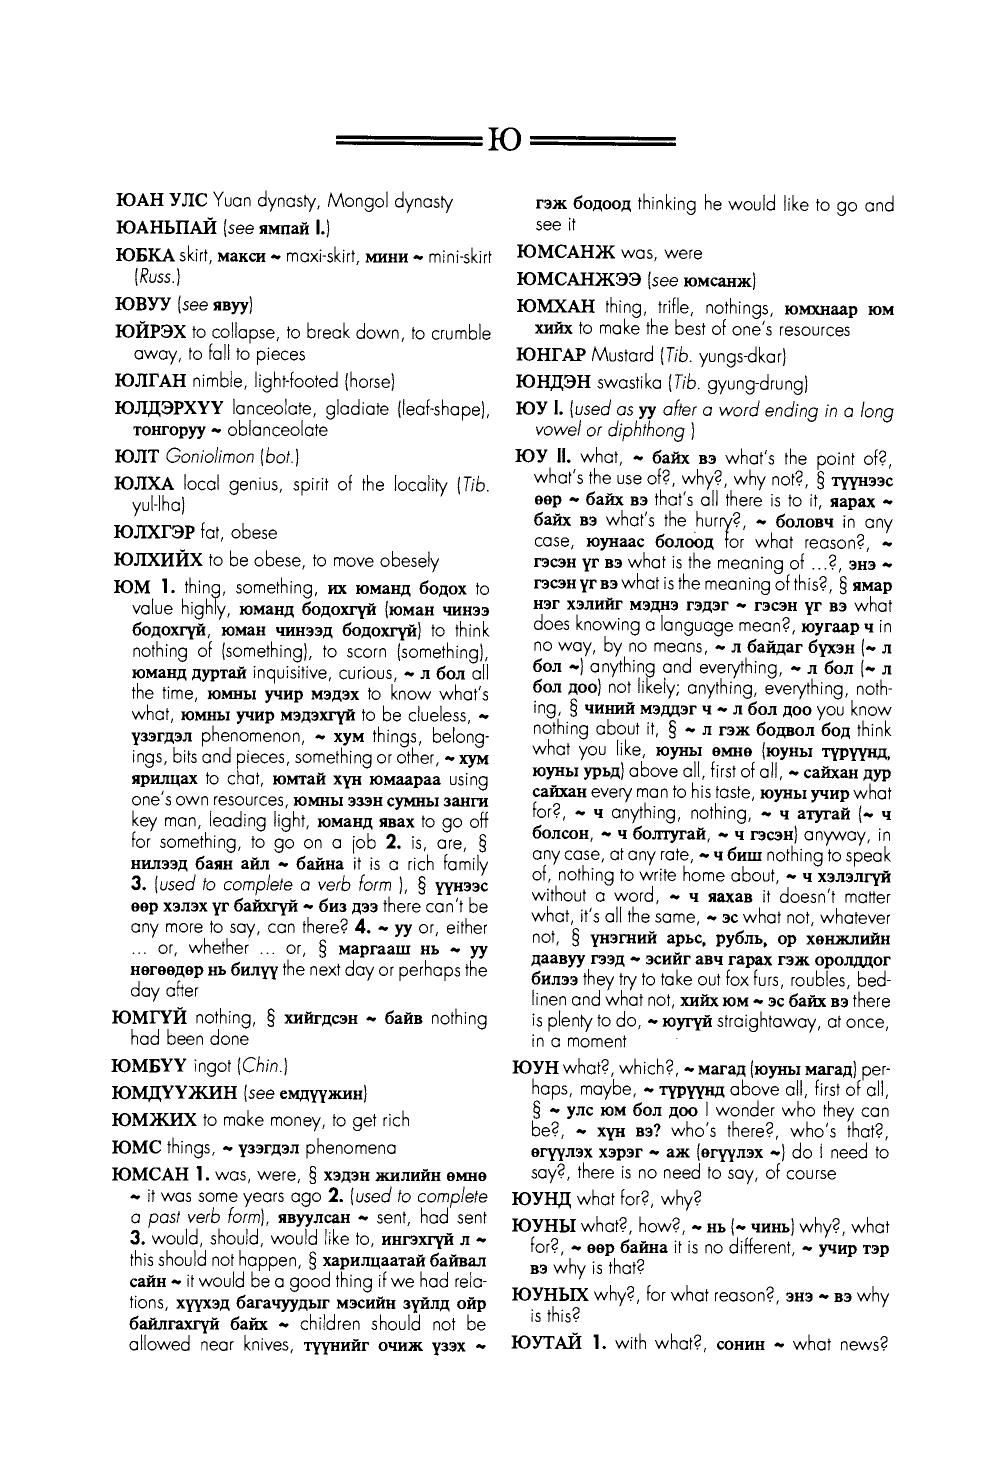 Ю
ЮАН УЛС Yuan dynasty, Mongol dynasty
ЮАНЬПАЙ (see ямпай I.)
ЮБКА skirt, макси ~ maxi-skirt, мини ~ mini-skirt
(Russ.)
ЮВУУ (see явуу)
ЮЙРЭХ to collapse, to break down, to crumble
away, to fall to pieces
ЮЛГАН nimble, light-footed (horse)
ЮЛДЭРХҮҮ lanceolate, gladiate (leaf-shape),
тонгоруу ~ oblanceolate
ЮЛТ Goniolimon (bot.)
ЮЛХА local genius, spirit of the locality (Tib.
yul-lha)
ЮЛХГЭР fat, obese
ЮЛХИЙХ to be obese, to move obesely
ЮМ 1. thing, something, их юманд бодох to
value highly, юманд бодохгүй (юман чинээ
бодохгүй, юман чинээд бодохгүй) to think
nothing of (something), to scorn (something),
юманд дуртай inquisitive, curious, ~ л бол all
the time, юмны учир мэдэх to know what's
what, юмны учир мэдэхгүй to be clueless, ~
үзэгдэл phenomenon, ~ хум things, belong-
ings, bits and pieces, something or other, ~ хум
ярилцах to chat, юмтай хүн юмаараа using
one's own resources, юмны эзэн сумны занги
key man, leading light, юманд явах to go off
for something, to go on a job 2. is, are, §
нилээд баян айл ~ байна it is a rich family
3. (used to complete a verb form ), § үүнээс
өөр хэлэх үг байхгүй ~ биз дээ there can't be
any more to say, can there? 4. ~ уу or, either
... or, whether ... or, § маргааш нь ~ уу
нөгөөдөр нь билүү the next day or perhaps the
day after
ЮМГҮЙ nothing, § хийгдсэн ~ байв nothing
had been done
ЮМБҮҮ ingot (Chin.)
ЮМДҮҮЖИН (see емдүүжин)
ЮМЖИХ to make money, to get rich
ЮМС things, ~ үзэгдэл phenomena
ЮМСАН 1. was, were, § хэдэн жилийн өмнө
~ it was some years ago 2. (used to complete
a past verb form), явуулсан ~ sent, had sent
3. would, should, would like to, ингэхгүй л ~
this should not happen, § харилцаатай байвал
сайн ~ it would be a good thing if we had rela-
tions, хүүхэд багачуудыг мэсийн зүйлд ойр
байлгахгүй байх ~ children should not be
allowed near knives, түүнийг очиж үзэх ~
гэж бодоод thinking he would like to go and
see it
ЮМСАНЖ was, were
ЮМСАНЖЭЭ (see юмсанж)
ЮМХАН thing, trifle, nothings, юмхнаар юм
хийх to make the best of one's resources
ЮНГАР Mustard (Tib. yungs-dkar)
ЮНДЭН swastika (Tib. gyung-drung)
ЮУ I. (used as уу after a word ending in a long
vowel or diphthong )
ЮУ II. what, ~ байх вэ what's the point of?,
what's the use of?, why?, why not?, § түүнээс
өөр ~ байх вэ that's all there is to it, яарах ~
байх вэ what's the hurry?, ~ боловч in any
case, юунаас болоод for what reason?, ~
гэсэн үг вэ what is the meaning of ...?, энэ ~
гэсэн үг вэ what is the meaning of this?, § ямар
нэг хэлийг мэднэ гэдэг ~ гэсэн үг вэ what
does knowing a language mean?, юугаар ч in
no way, by no means, ~ л байдаг бүхэн (~ л
бол ~) anything and everything, ~ л бол (~ л
бол доо) not likely; anything, everything, noth-
ing, § чиний мэддэг ч ~ л бол доо you know
nothing about it, § ~ л гэж бодвол бод think
what you like, юуны өмнө (юуны түрүүнд,
юуны урьд) above all, first of all, ~ сайхан дур
сайхан every man to his taste, юуны учир what
for?, ~ ч anything, nothing, ~ ч атугай (~ ч
болсон, ~ ч болтугай, ~ ч гэсэн) anyway, in
any case, at any rate, ~ ч биш nothing to speak
of, nothing to write home about, ~ ч хэлэлгүй
without a word, ~ ч яахав it doesn't matter
what, it's all the same, ~ эс what not, whatever
not, § үнэгний арьс, рубль, ор хөнжлийн
даавуу гээд ~ эсийг авч гарах гэж оролддог
билээ they try to take out fox furs, roubles, bed-
linen and what not, хийх юм ~ эс байх вэ there
is plenty to do, ~ юугүй straightaway, at once,
in a moment
ЮУН what?, which?, ~ магад (юуны магад) per-
haps, maybe, ~ түрүүнд above all, first of all,
§ ~ улс юм бол доо I wonder who they can
be?, ~ хүн вэ? who's there?, who's that?,
өгүүлэх хэрэг ~ аж (өгүүлэх ~) do I need to
say?, there is no need to say, of course
ЮУНД what for?, why?
ЮУНЫ what?, how?, ~ нь (~ чинь) why?, what
for?, ~ өөр байна it is no different, ~ учир тэр
вэ why is that?
ЮУНЫХ why?, for what reason?, энэ ~ вэ why
is this?
ЮУТАЙ 1. with what?, сонин ~ what news?